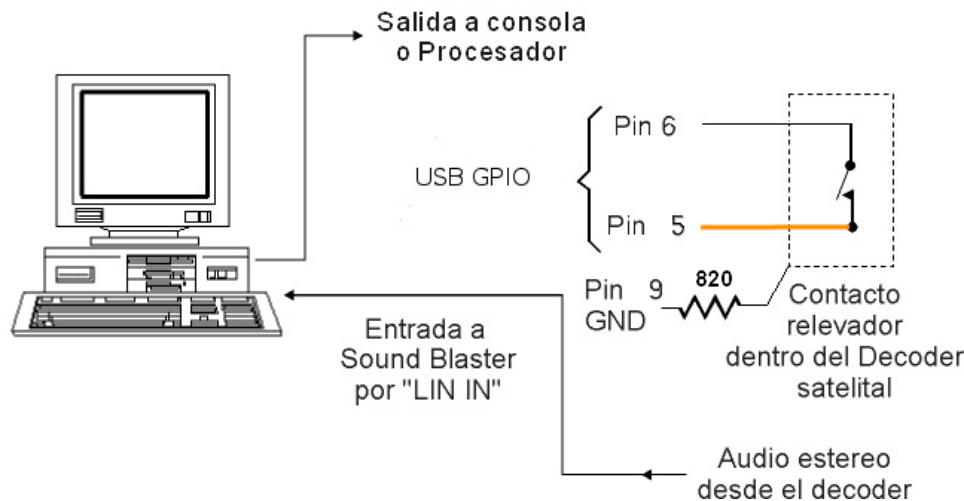 Salida a consola
o Procesador
USB GPIO
Pin 6
Pin 5
Pin 9
GND
820
Contacto
relevador
dentro del Decoder
satelital
Entrada a
Sound Blaster
por "LIN IN"
Audio estereo
desde el decoder